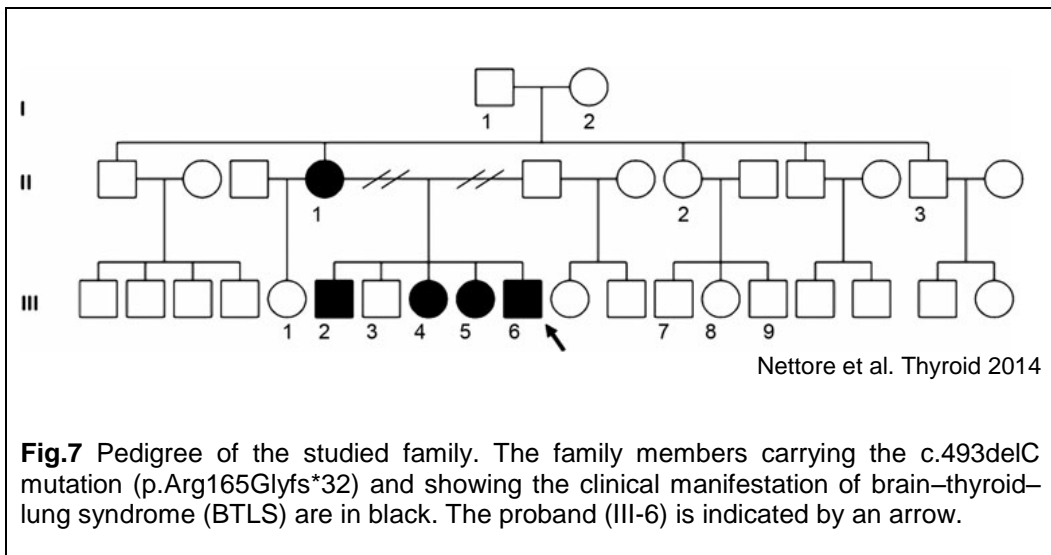 I
1
2
II
1
2
3
III
1
2
3
4
5
6
7
8
9
Nettore et al. Thyroid 2014
Fig.7 Pedigree of the studied family. The family members carrying the c.493delC
mutation (p.Arg165Glyfs*32) and showing the clinical manifestation of brain–thyroid–
lung syndrome (BTLS) are in black. The proband (III-6) is indicated by an arrow.